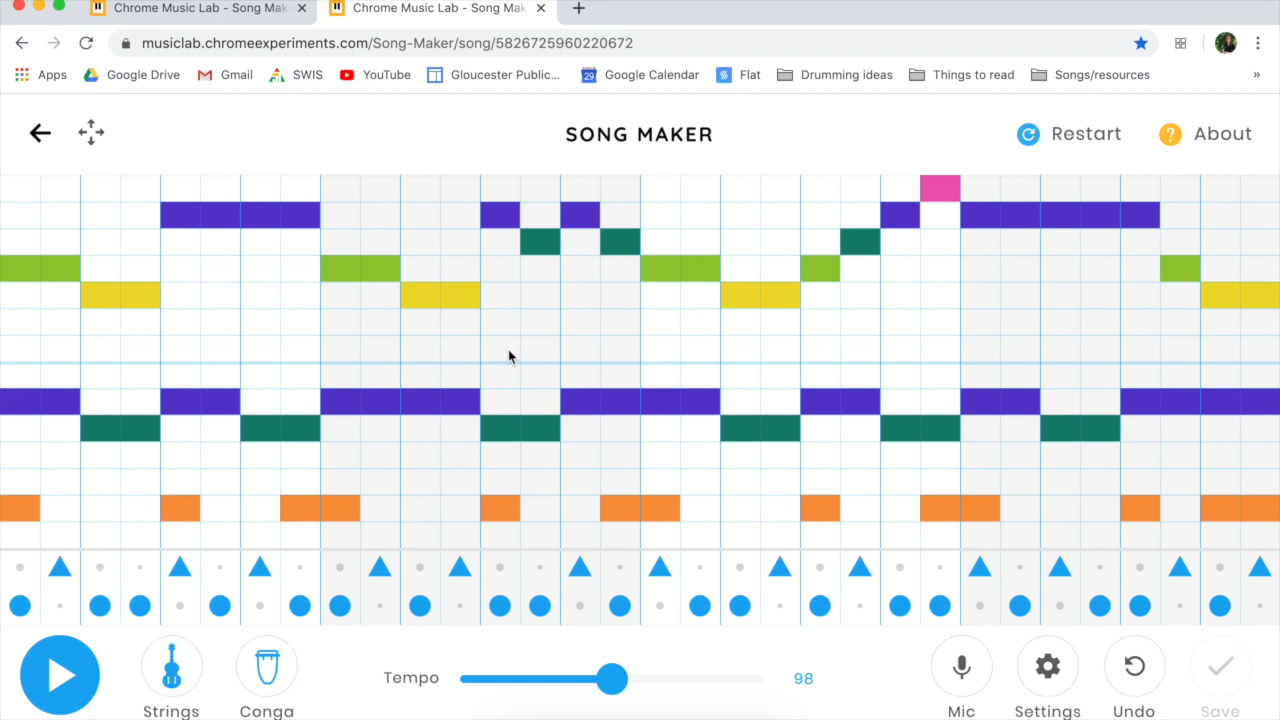 Chrome Music Lab - Song Mak
Chrome Music Lab - Song Mak
musiclab.chromeexperiments.com/Song-Maker/song/5826725960220672
Apps Google Drive Gmail SWIS YouTube Gloucester Public... 29 Google Calendar Flat Drumming ideas Things to read Songs/resources »
SONG MAKER Restart ? About
Tempo 98
Strings Conga Mic Settings Undo Save